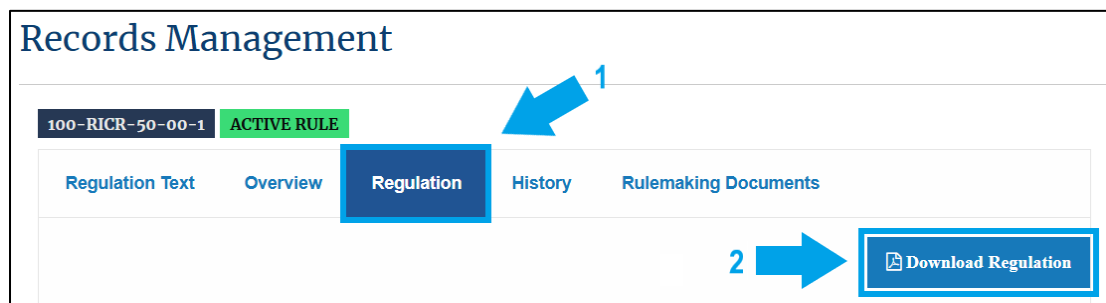 Records Management
1
100-RICR-50-00-1 ACTIVE RULE
Regulation Text Overview Regulation History Rulemaking Documents
2 Download Regulation